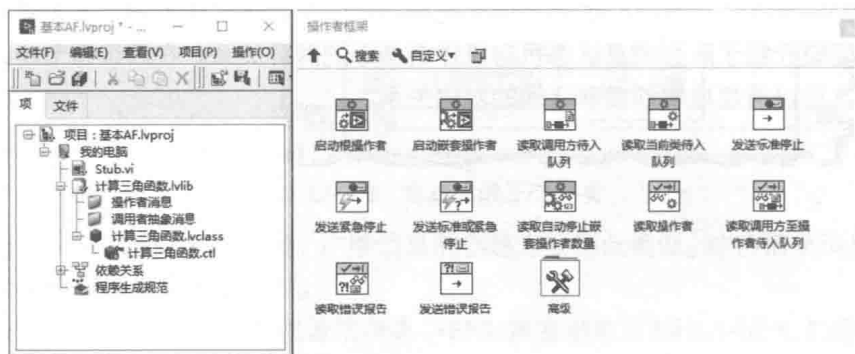 基本AF.lvproj * - ...
文件(F) 编辑(E) 查看(V) 项目(P) 操作(O)
项 文件
项目：基本AF.lvproj
我的电脑
Stub.vi
计算三角函数.lvlib
操作者消息
调用者抽象消息
计算三角函数.lvclass
计算三角函数.ctl
依赖关系
程序生成规范
操作者框架
搜索 自定义
启动根操作者
启动嵌套操作者
读取调用方待入
队列
读取当前类待入
队列
发送标准停止
发送紧急停止
发送标准或紧急
停止
读取自动停止嵌
套操作者数量
读取操作者
读取调用方至操
作者待入队列
读取错误报告
发送错误报告
高级